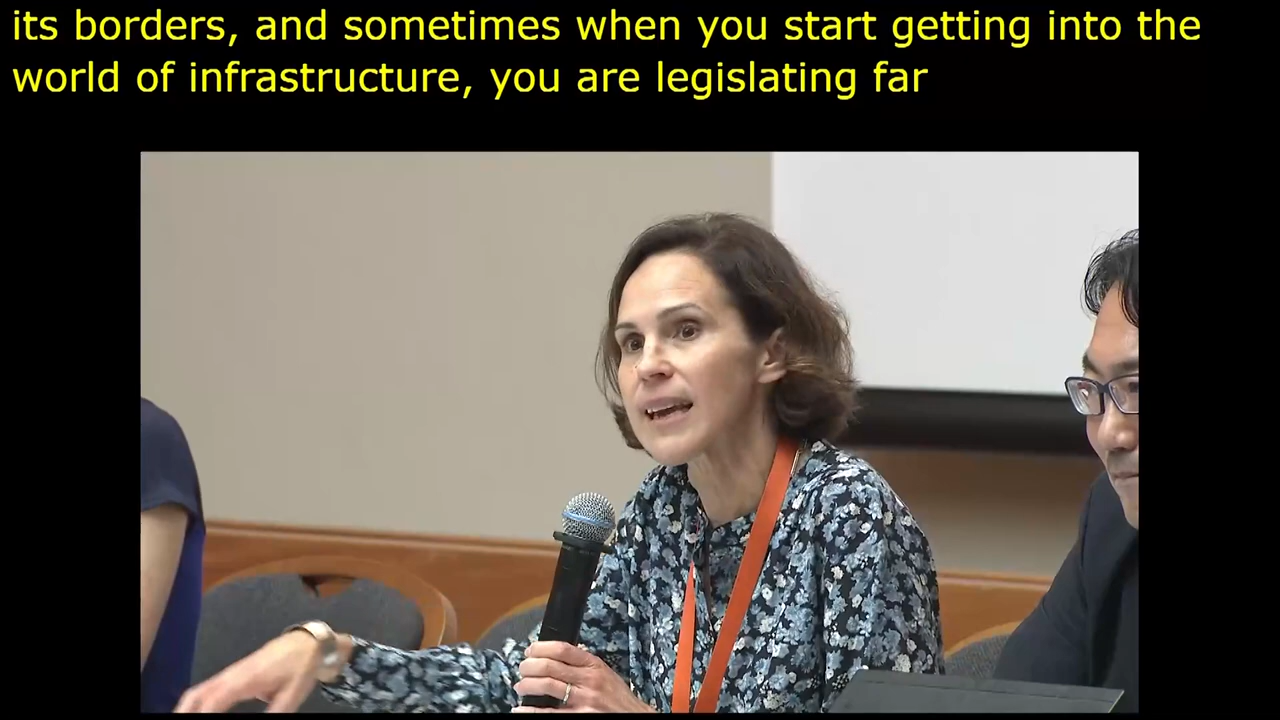 its borders, and sometimes when you start getting into the
world of infrastructure, you are legislating far